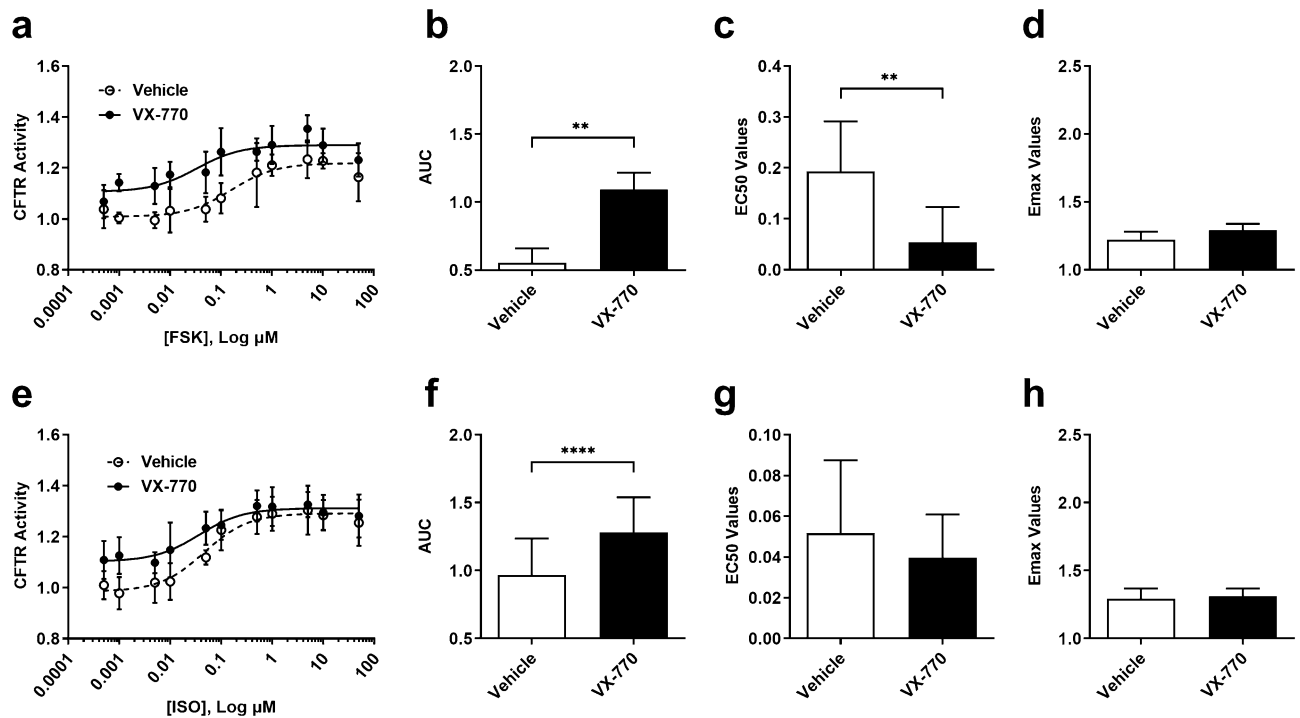 a
1.6
1.4
1.2
1.0
0.8
CFTR Activity
Vehicle
VX-770
0.0001
0.001
0.01
0.1
1
10
100
[FSK], Log µM
b
2.0
1.5
1.0
0.5
AUC
**
Vehicle
VX-770
c
0.4
0.3
0.2
0.1
0.0
EC50 Values
**
Vehicle
VX-770
d
2.5
2.0
1.5
1.0
Emax Values
Vehicle
VX-770
e
1.6
1.4
1.2
1.0
0.8
CFTR Activity
Vehicle
VX-770
0.0001
0.001
0.01
0.1
1
10
100
[ISO], Log µM
f
2.0
1.5
1.0
0.5
AUC
****
Vehicle
VX-770
g
0.10
0.08
0.06
0.04
0.02
0.00
EC50 Values
Vehicle
VX-770
h
2.5
2.0
1.5
1.0
Emax Values
Vehicle
VX-770